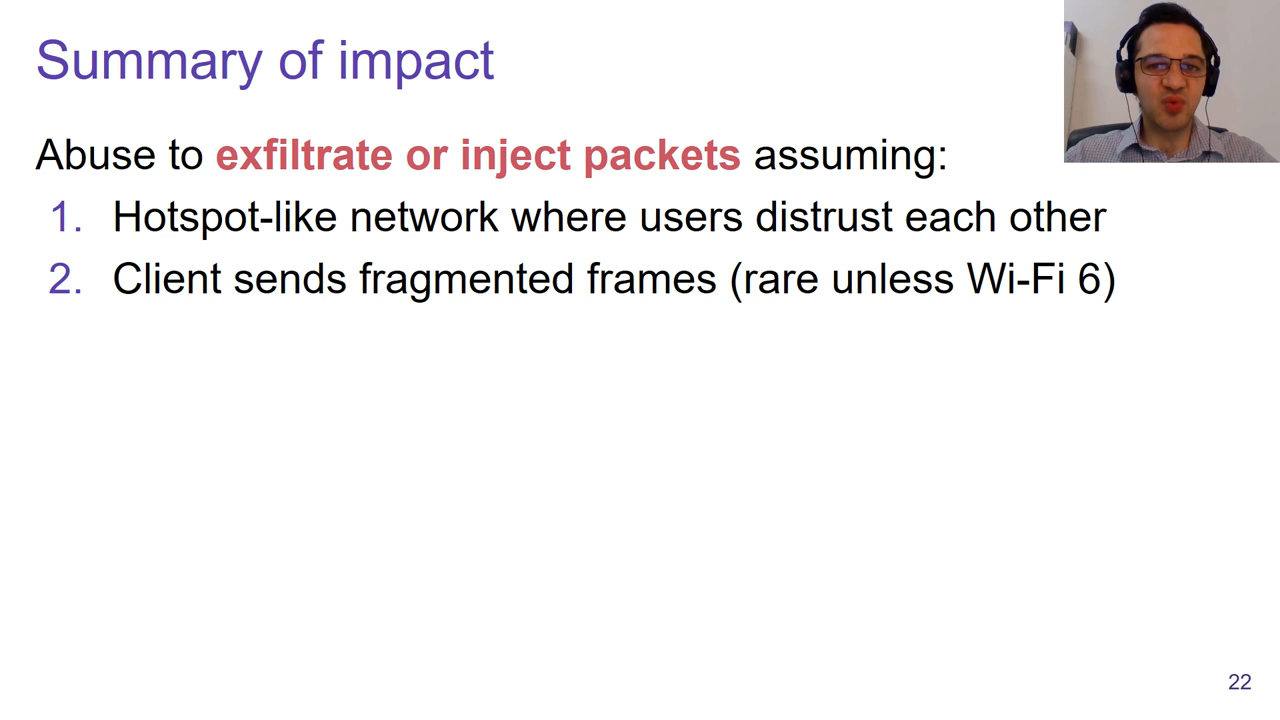 Summary of impact
Abuse to exfiltrate or inject packets assuming:
1. Hotspot-like network where users distrust each other
2. Client sends fragmented frames (rare unless Wi-Fi 6)
22